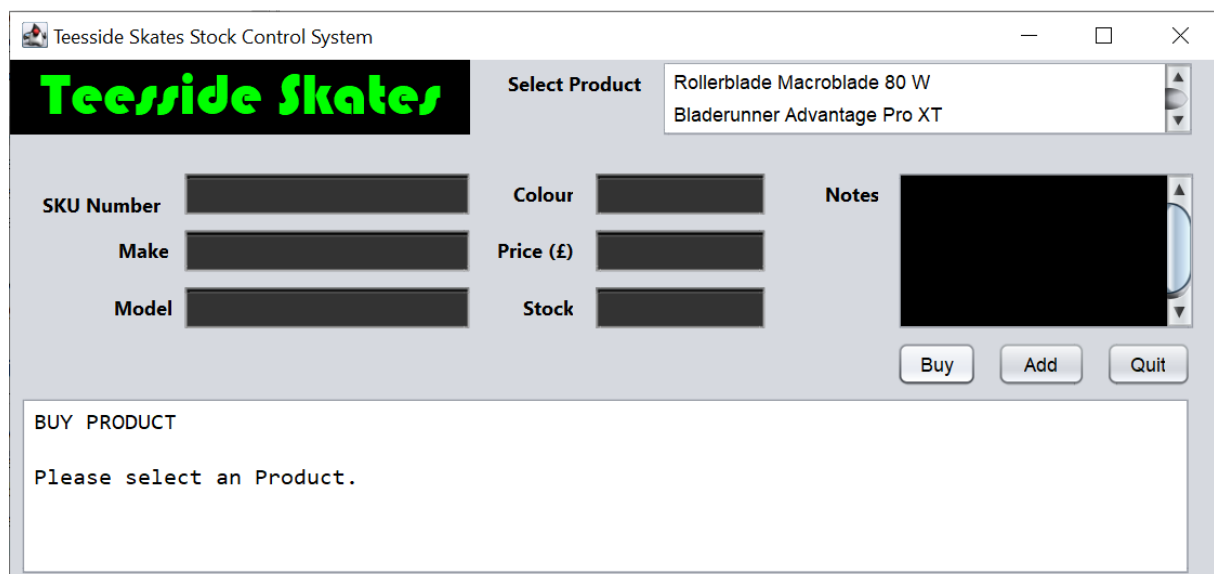 Teesside Skates Stock Control System
Teesside Skates
Select Product
Rollerblade Macroblade 80 W
Bladerunner Advantage Pro XT
SKU Number
Colour
Notes
Make
Price (£)
Model
Stock
Buy
Add
Quit
BUY PRODUCT
Please select an Product.